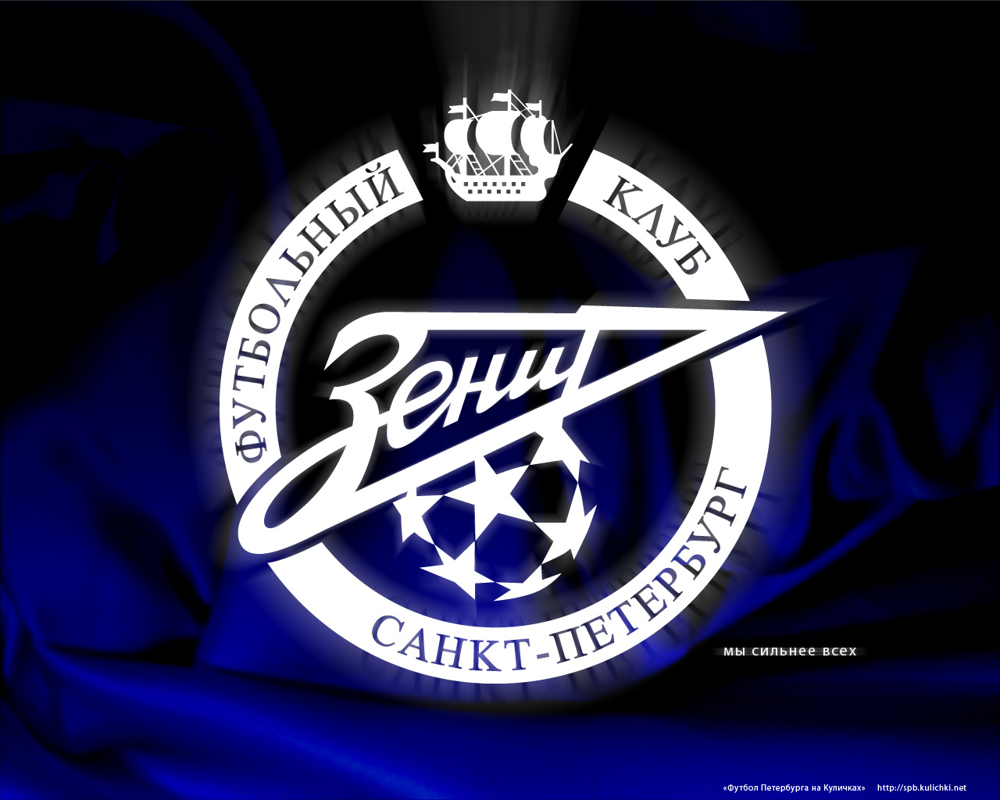 ФУТБОЛЬНЫЙ КЛУБ
Зенит
САНКТ-ПЕТЕРБУРГ
мы сильнее всех
«Футбол Петербурга на Куличках» http://spb.kulichki.net